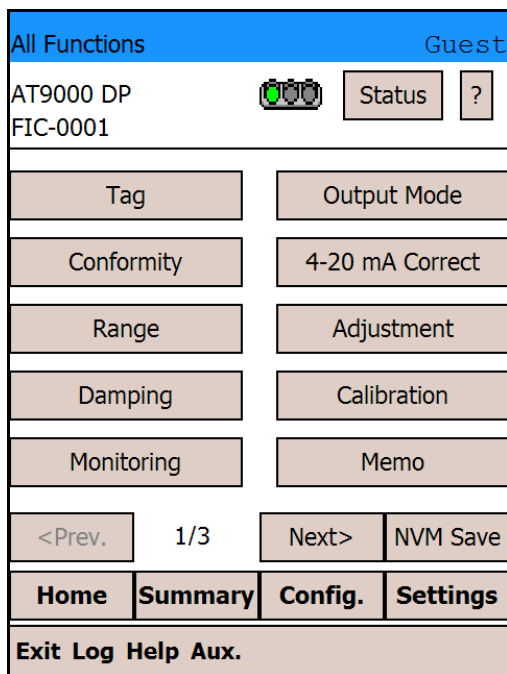 All Functions Guest
AT9000 DP Status ?
FIC-0001
Tag Output Mode
Conformity 4-20 mA Correct
Range Adjustment
Damping Calibration
Monitoring Memo
<Prev. 1/3 Next> NVM Save
Home Summary Config. Settings
Exit Log Help Aux.